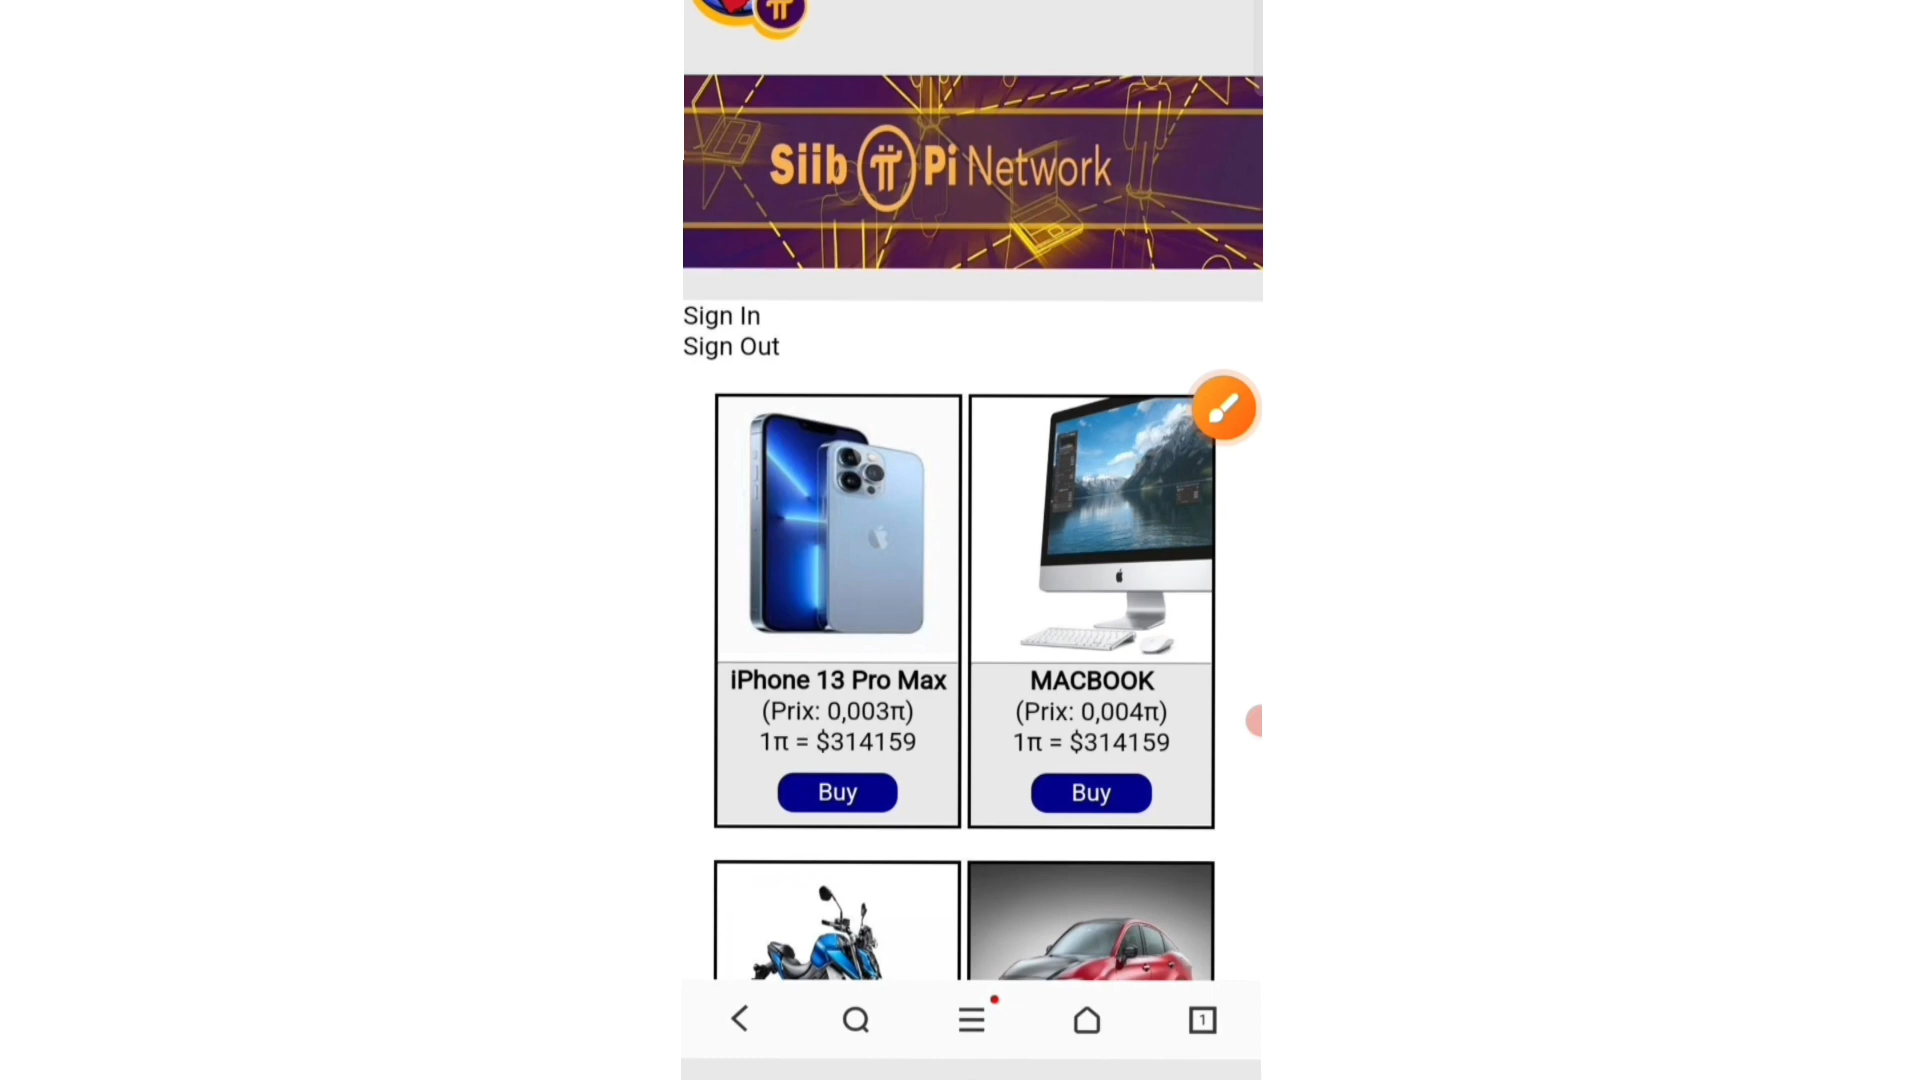 Siib π Pi Network
Sign In
Sign Out
iPhone 13 Pro Max
(Prix: 0,003π)
1π = $314159
Buy
MACBOOK
(Prix: 0,004π)
1π = $314159
Buy
1